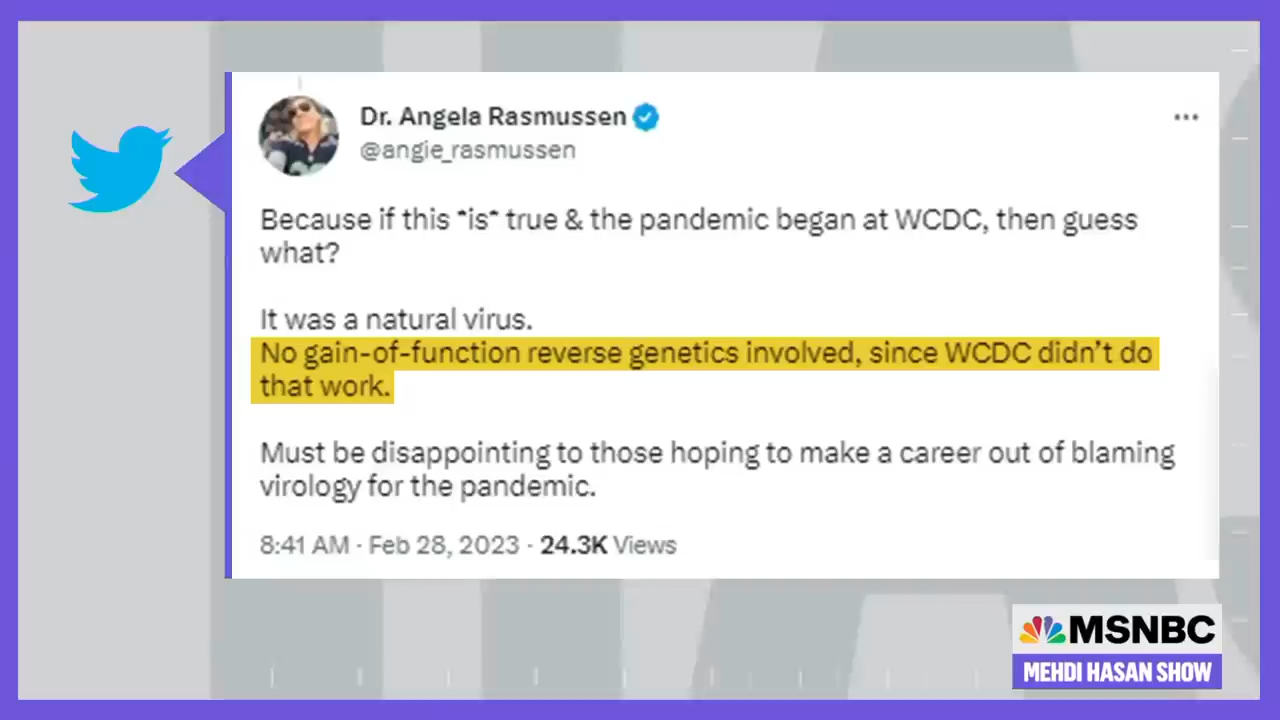 Dr. Angela Rasmussen
@angie_rasmussen
Because if this *is* true & the pandemic began at WCDC, then guess
what?
It was a natural virus.
No gain-of-function reverse genetics involved, since WCDC didn't do
that work.
Must be disappointing to those hoping to make a career out of blaming
virology for the pandemic.
8:41 AM · Feb 28, 2023 · 24.3K Views
MSNBC
MEHDI HASAN SHOW